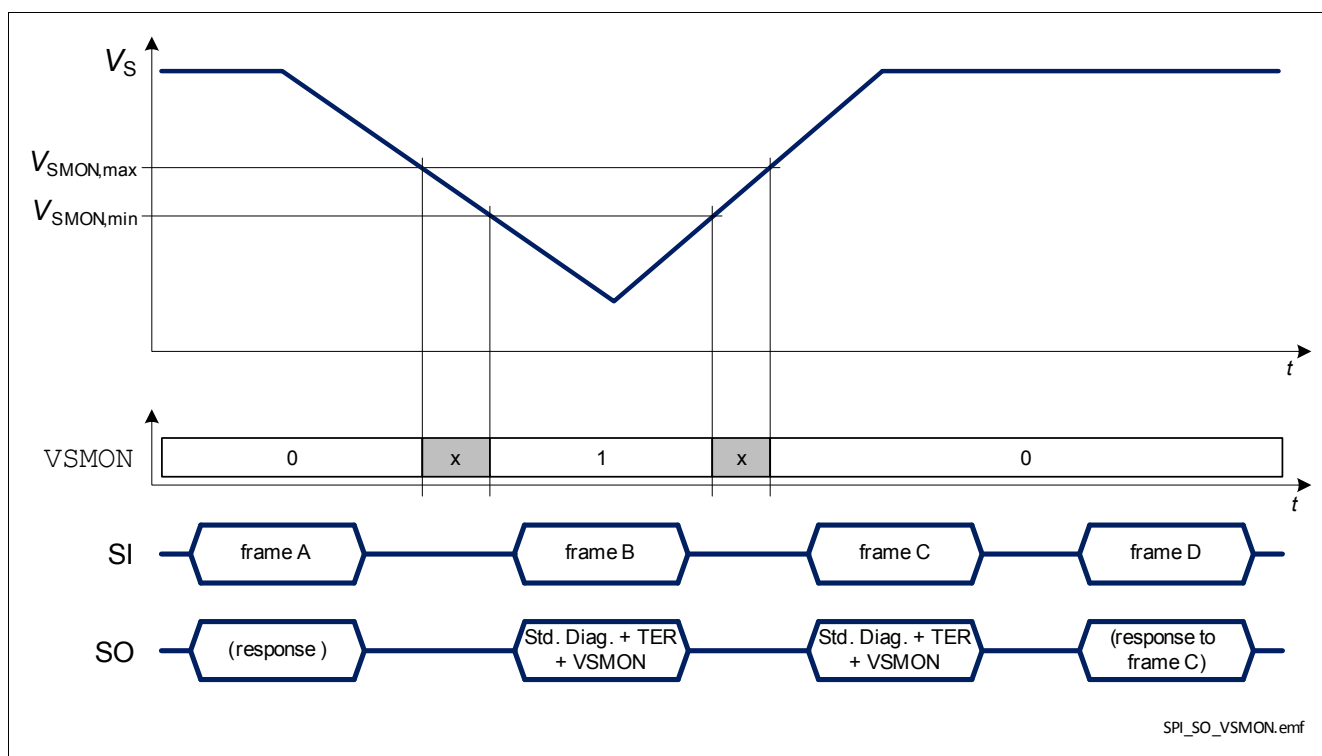 VS
VSMON,max
VSMON,min
t
VSMON
0
x
1
x
0
t
SI
frame A
frame B
frame C
frame D
SO
(response )
Std. Diag. + TER
+ VSMON
Std. Diag. + TER
+ VSMON
(response to
frame C)
SPI_SO_VSMON.emf